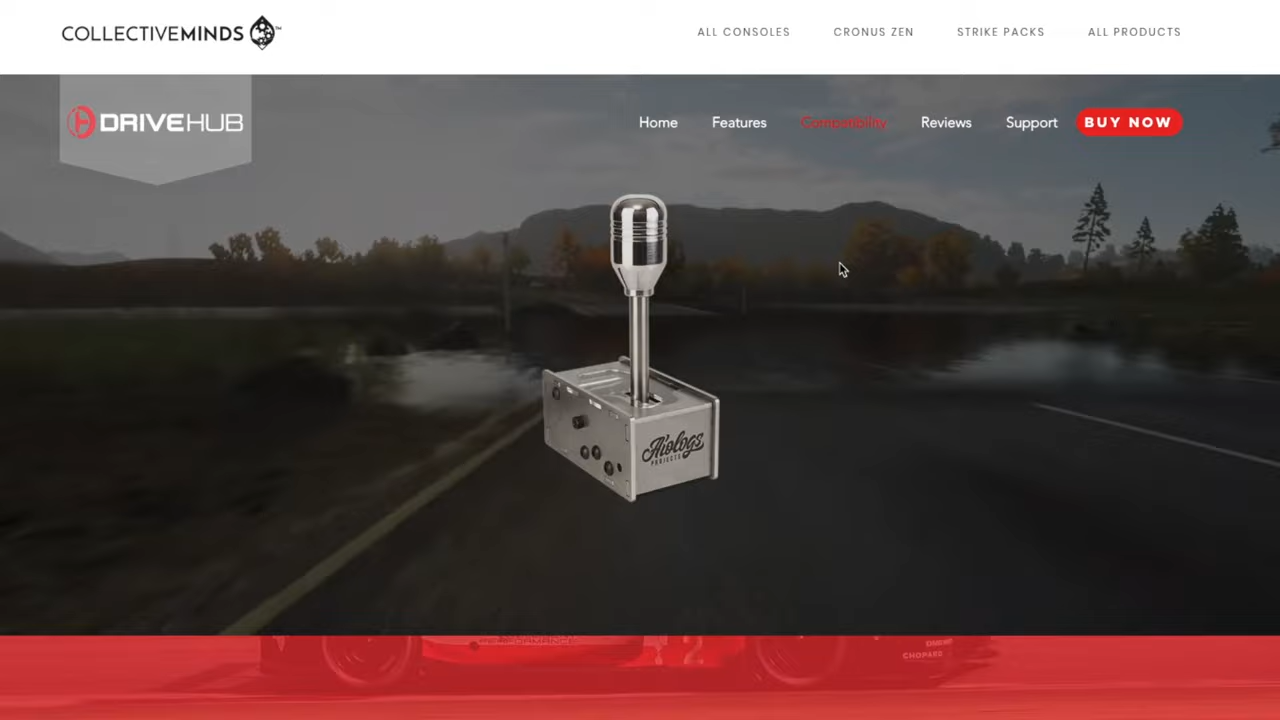 COLLECTIVEMINDS
ALL CONSOLES
CRONUS ZEN
STRIKE PACKS
ALL PRODUCTS
DRIVEHUB
Home
Features
Compatibility
Reviews
Support
BUY NOW
Aiologs
PROJECTS
CHOPARD